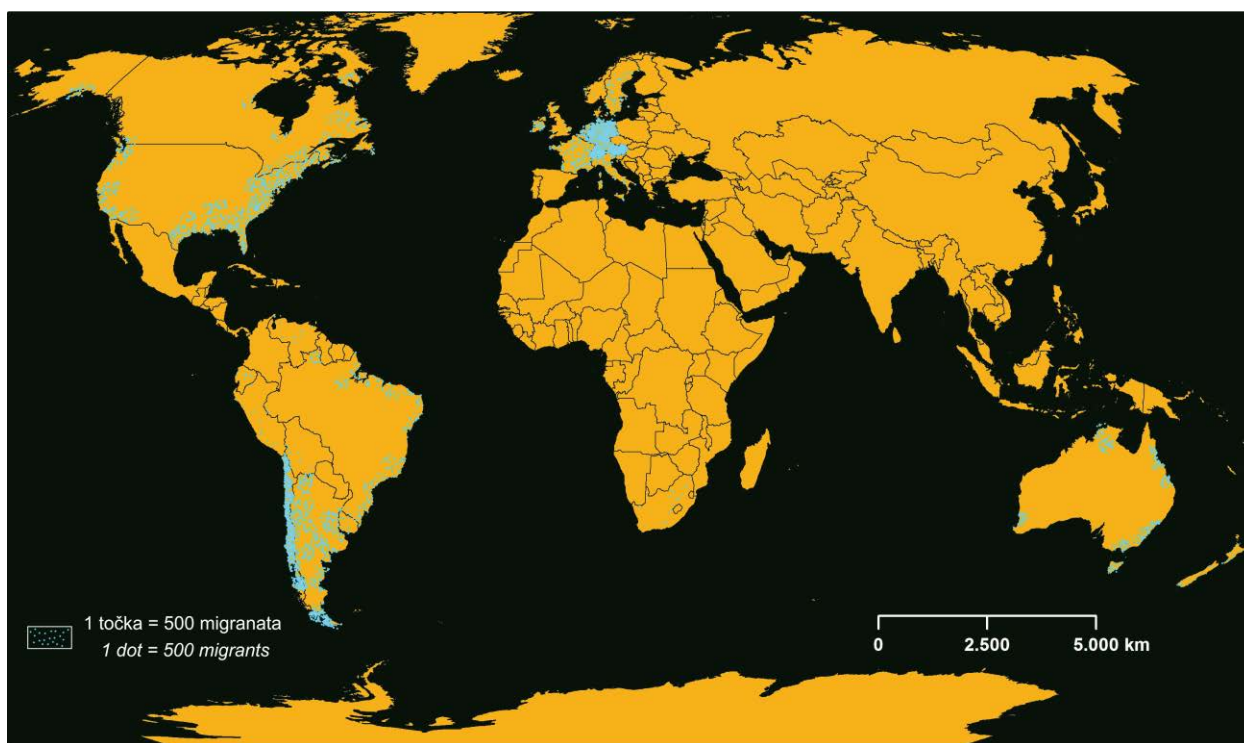 1 točka = 500 migranata
1 dot = 500 migrants
0 2.500 5.000 km